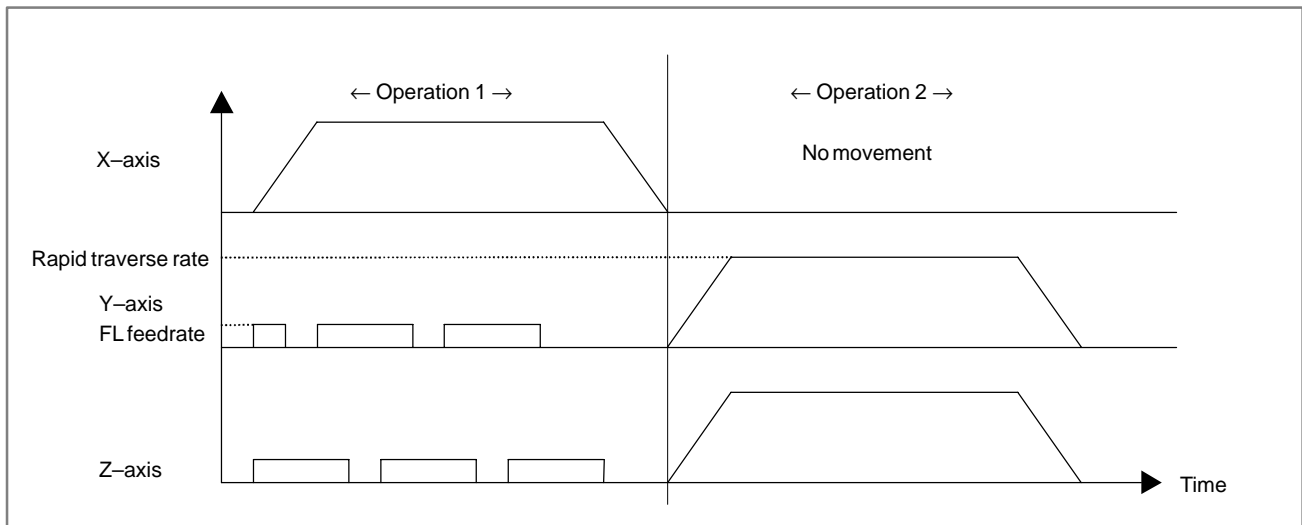 ← Operation 1 →
← Operation 2 →
X–axis
No movement
Rapid traverse rate
Y–axis
FL feedrate
Z–axis
Time